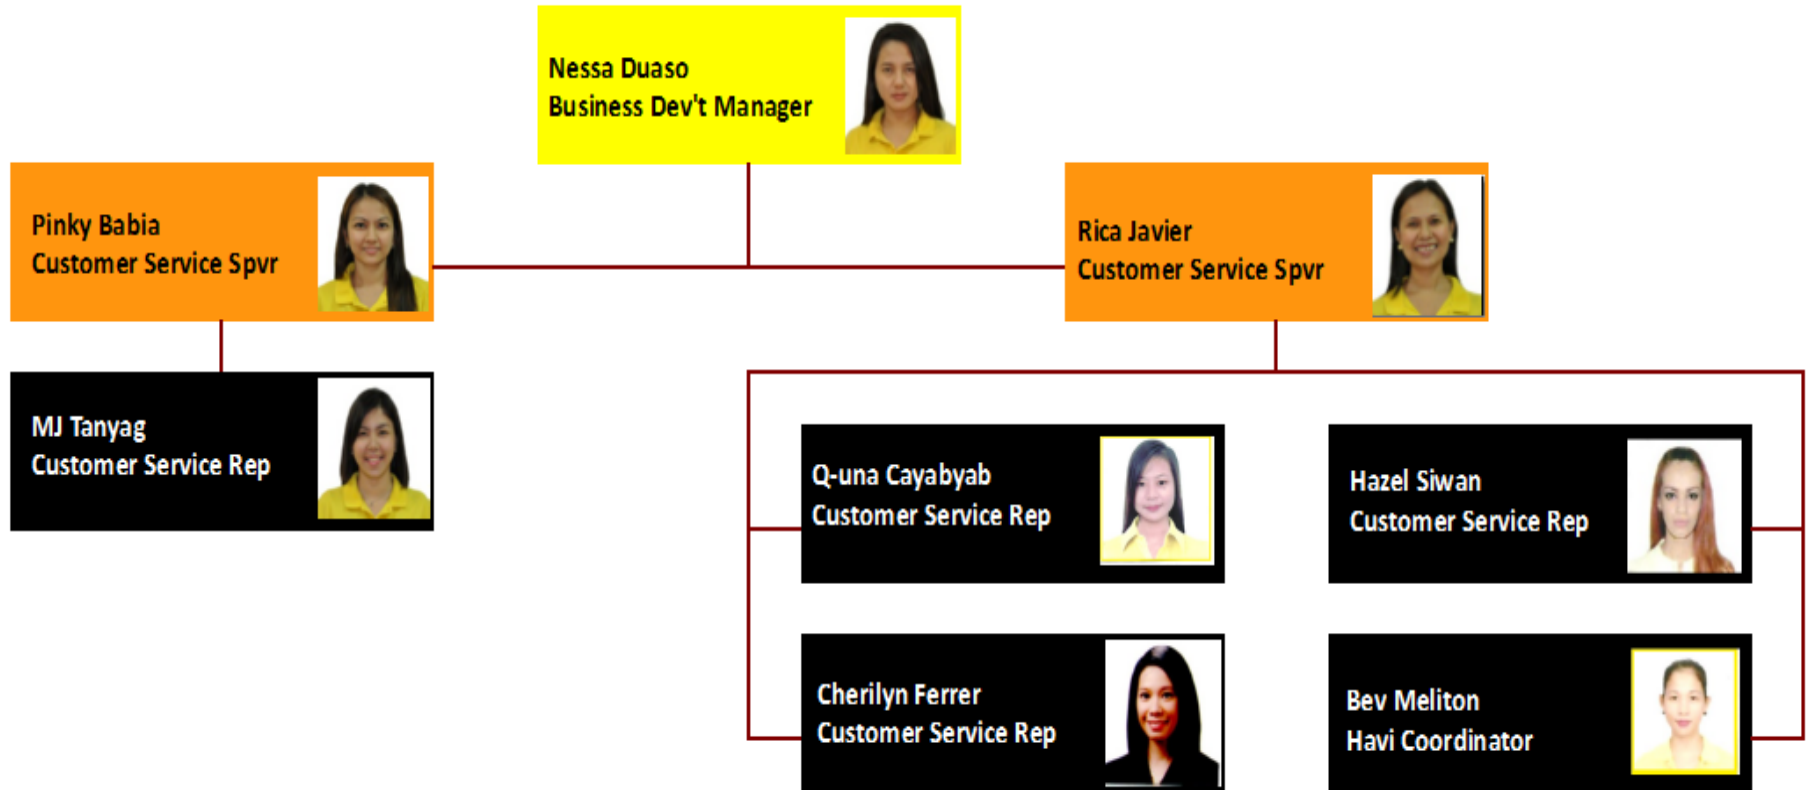 Nessa Duaso
Business Dev't Manager
Pinky Babia
Customer Service Spvr
Rica Javier
Customer Service Spvr
MJ Tanyag
Customer Service Rep
Q-una Cayabyab
Customer Service Rep
Hazel Siwan
Customer Service Rep
Cherilyn Ferrer
Customer Service Rep
Bev Meliton
Havi Coordinator